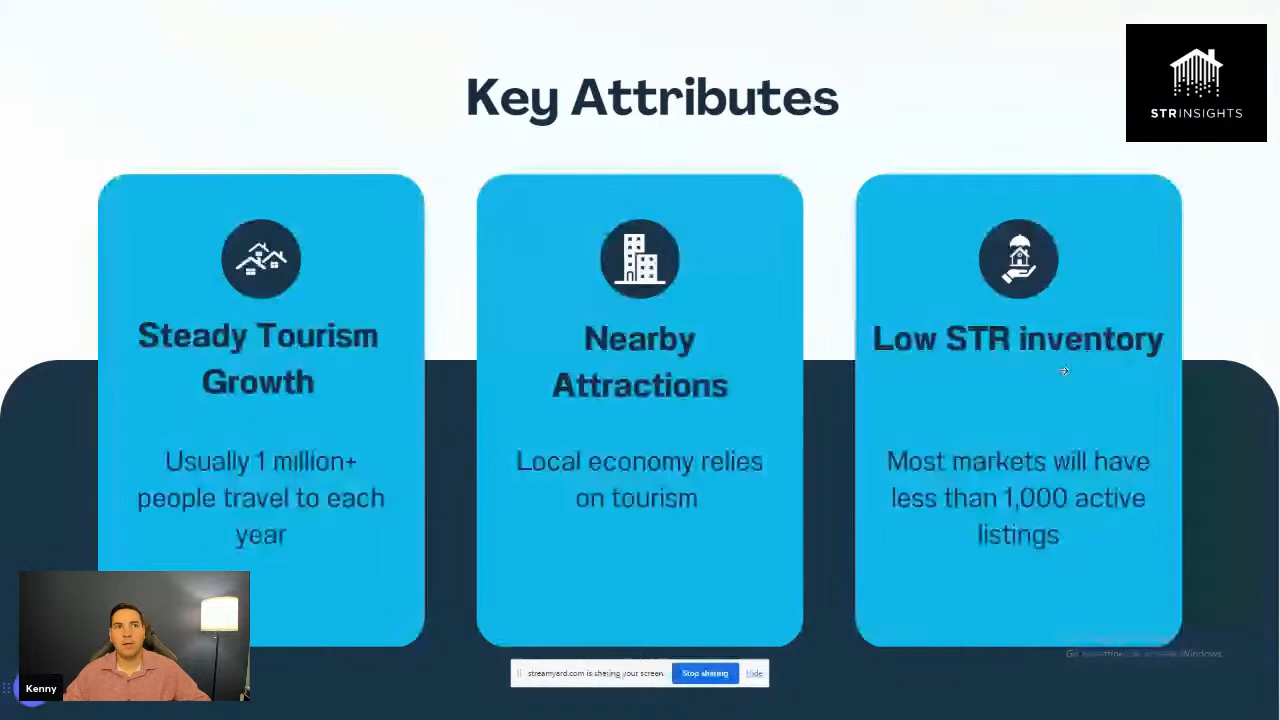 Key Attributes
STRINSIGHTS
Steady Tourism
Growth
Usually 1 million+
people travel to each
year
Nearby
Attractions
Local economy relies
on tourism
Low STR inventory
Most markets will have
less than 1,000 active
listings
Kenny
streamyard.com is sharing your screen.
Stop sharing
Hide
Windows.